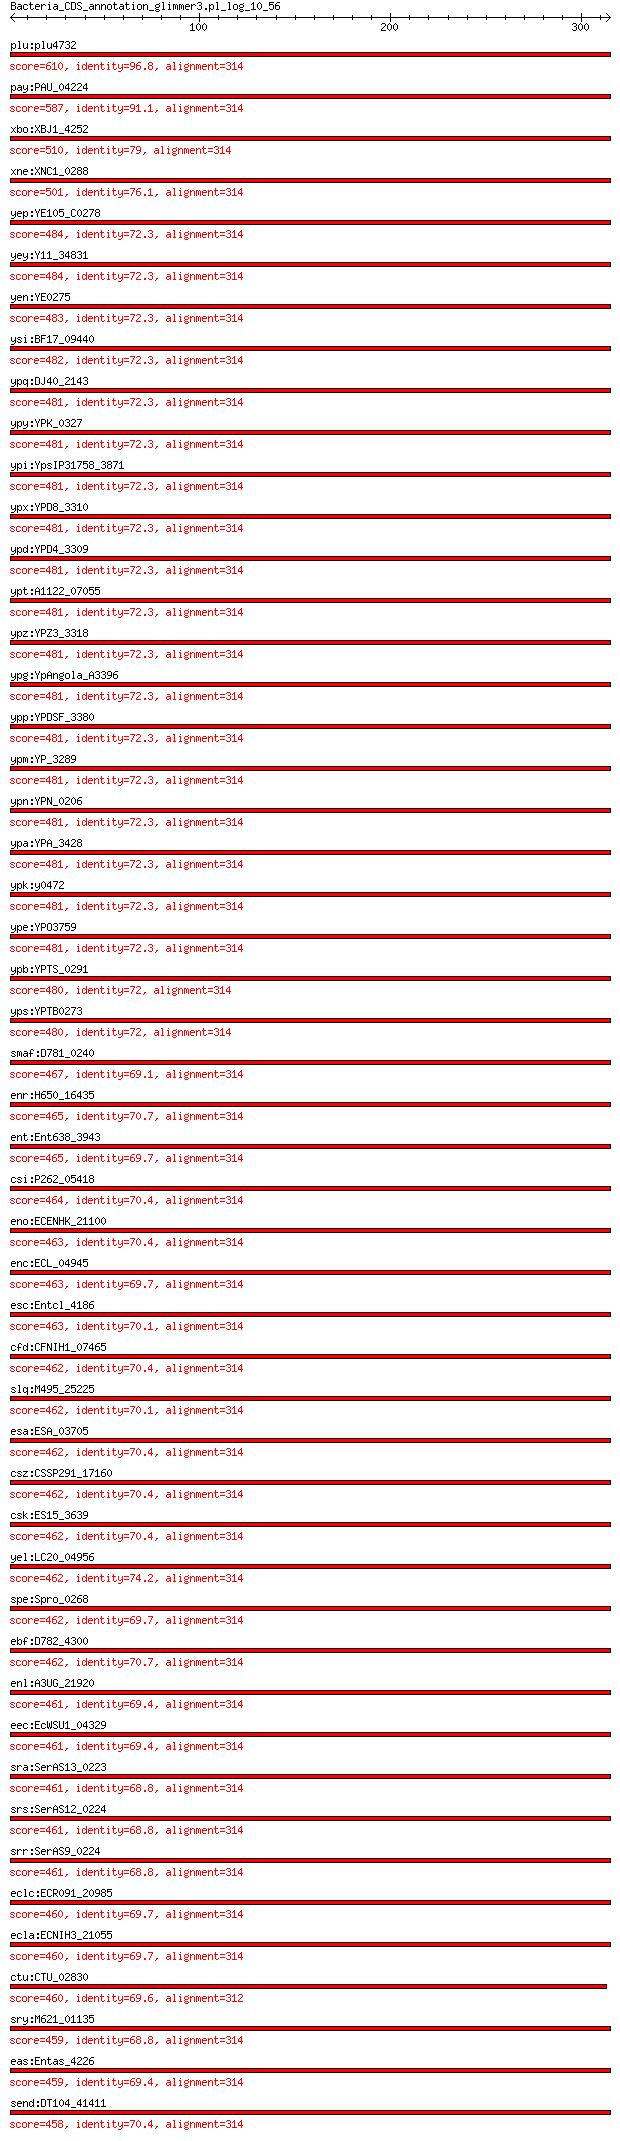 Bacteria_CDS_annotation_glimmer3.pl_log_10_56
100 200 300
plu:plu4732
score=610, identity=96.8, alignment=314
pay:PAU_04224
score=587, identity=91.1, alignment=314
xbo:XBJ1_4252
score=510, identity=79, alignment=314
xne:XNC1_0288
score=501, identity=76.1, alignment=314
yep:YE105_C0278
score=484, identity=72.3, alignment=314
yey:Y11_34831
score=484, identity=72.3, alignment=314
yen:YE0275
score=483, identity=72.3, alignment=314
ysi:BF17_09440
score=482, identity=72.3, alignment=314
ypq:DJ40_2143
score=481, identity=72.3, alignment=314
ypy:YPK_0327
score=481, identity=72.3, alignment=314
ypi:YpsIP31758_3871
score=481, identity=72.3, alignment=314
ypx:YPD8_3310
score=481, identity=72.3, alignment=314
ypd:YPD4_3309
score=481, identity=72.3, alignment=314
ypt:A1122_07055
score=481, identity=72.3, alignment=314
ypz:YPZ3_3318
score=481, identity=72.3, alignment=314
ypg:YpAngola_A3396
score=481, identity=72.3, alignment=314
ypp:YPDSF_3380
score=481, identity=72.3, alignment=314
ypm:YP_3289
score=481, identity=72.3, alignment=314
ypn:YPN_0206
score=481, identity=72.3, alignment=314
ypa:YPA_3428
score=481, identity=72.3, alignment=314
ypk:y0472
score=481, identity=72.3, alignment=314
ype:YPO3759
score=481, identity=72.3, alignment=314
ypb:YPTS_0291
score=480, identity=72, alignment=314
yps:YPTB0273
score=480, identity=72, alignment=314
smaf:D781_0240
score=467, identity=69.1, alignment=314
enr:H650_16435
score=465, identity=70.7, alignment=314
ent:Ent638_3943
score=465, identity=69.7, alignment=314
csi:P262_05418
score=464, identity=70.4, alignment=314
eno:ECENHK_21100
score=463, identity=70.4, alignment=314
enc:ECL_04945
score=463, identity=69.7, alignment=314
esc:Entcl_4186
score=463, identity=70.1, alignment=314
cfd:CFNIH1_07465
score=462, identity=70.4, alignment=314
slq:M495_25225
score=462, identity=70.1, alignment=314
esa:ESA_03705
score=462, identity=70.4, alignment=314
csz:CSSP291_17160
score=462, identity=70.4, alignment=314
csk:ES15_3639
score=462, identity=70.4, alignment=314
yel:LC20_04956
score=462, identity=74.2, alignment=314
spe:Spro_0268
score=462, identity=69.7, alignment=314
ebf:D782_4300
score=462, identity=70.7, alignment=314
enl:A3UG_21920
score=461, identity=69.4, alignment=314
eec:EcWSU1_04329
score=461, identity=69.4, alignment=314
sra:SerAS13_0223
score=461, identity=68.8, alignment=314
srs:SerAS12_0224
score=461, identity=68.8, alignment=314
srr:SerAS9_0224
score=461, identity=68.8, alignment=314
eclc:ECR091_20985
score=460, identity=69.7, alignment=314
ecla:ECNIH3_21055
score=460, identity=69.7, alignment=314
ctu:CTU_02830
score=460, identity=69.6, alignment=312
sry:M621_01135
score=459, identity=68.8, alignment=314
eas:Entas_4226
score=459, identity=69.4, alignment=314
send:DT104_41411
score=458, identity=70.4, alignment=314